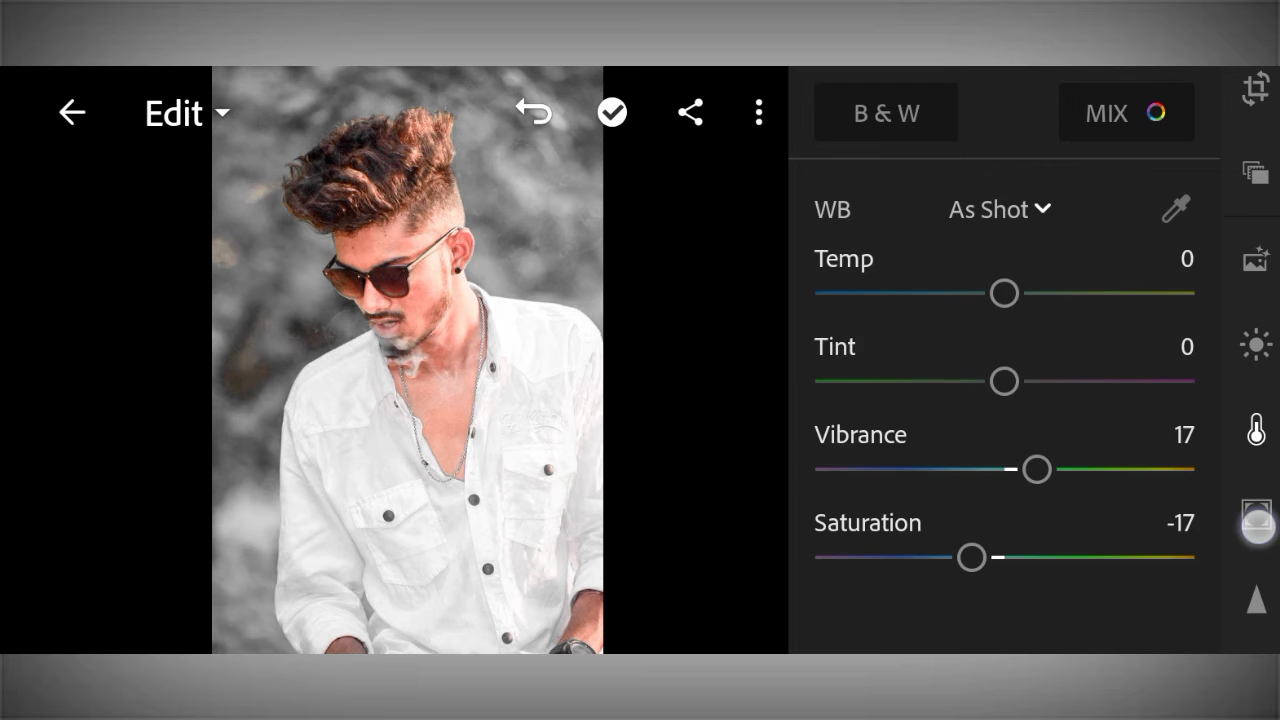 Edit
B & W
MIX
WB As Shot
Temp 0
Tint 0
Vibrance 17
Saturation -17